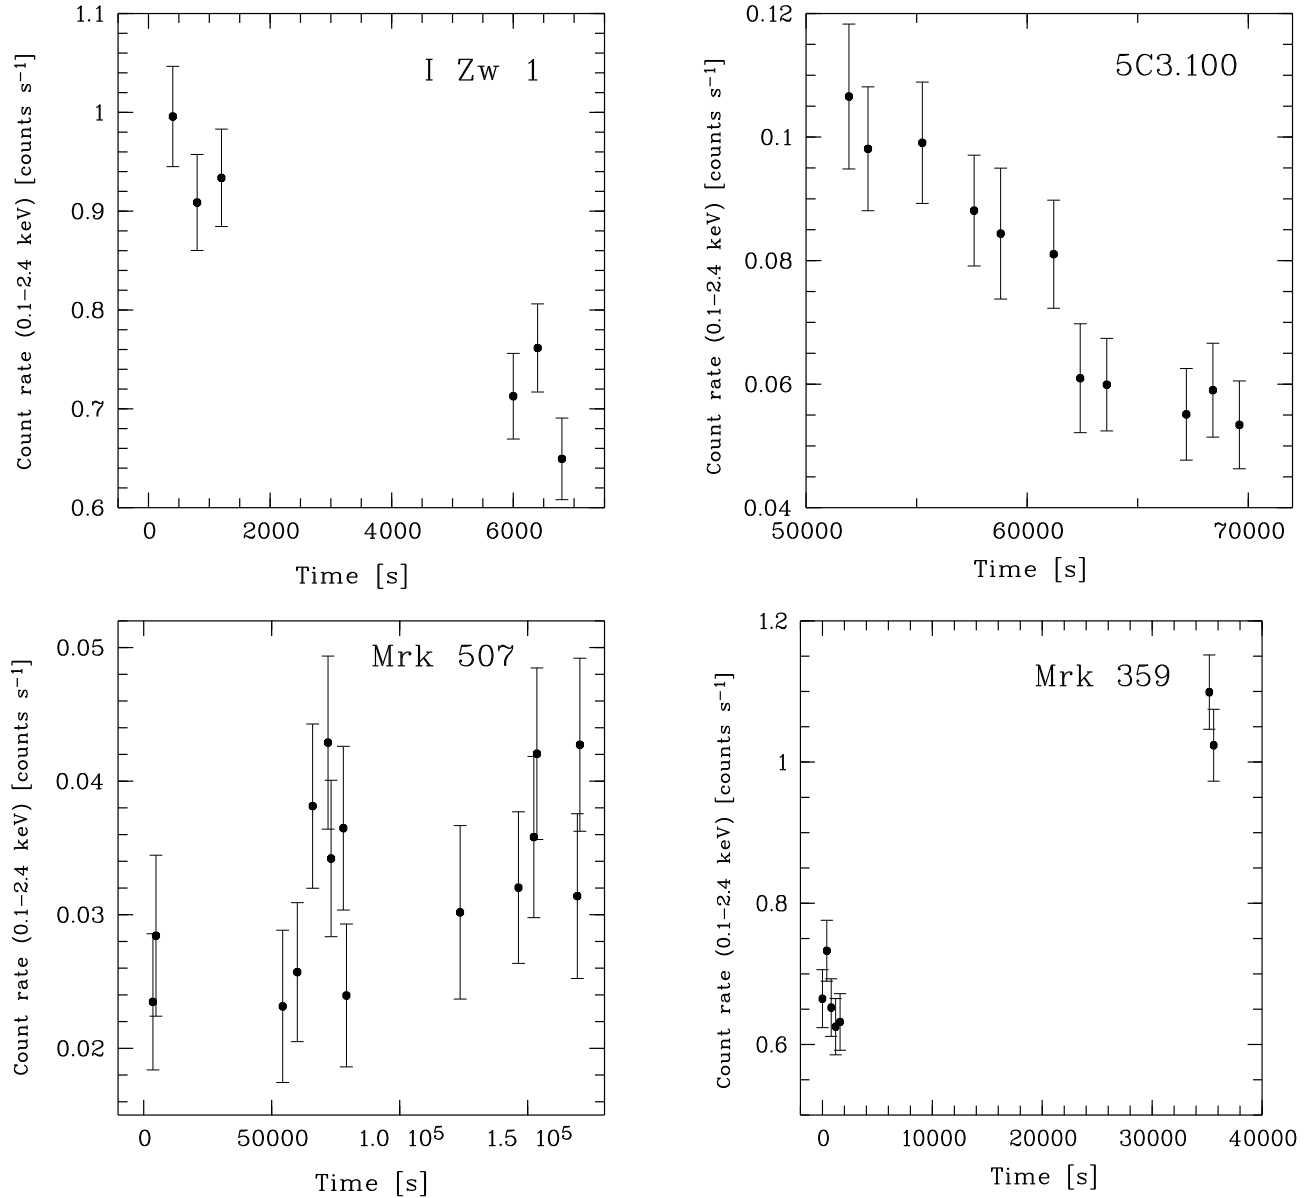 I Zw 1
Count rate (0.1−2.4 keV) [counts s⁻¹]
1.1
1
0.9
0.8
0.7
0.6
0 2000 4000 6000
Time [s]
5C3.100
Count rate (0.1−2.4 keV) [counts s⁻¹]
0.12
0.1
0.08
0.06
0.04
50000 60000 70000
Time [s]
Mrk 507
Count rate (0.1−2.4 keV) [counts s⁻¹]
0.05
0.04
0.03
0.02
0 50000 1.0 10⁵ 1.5 10⁵
Time [s]
Mrk 359
Count rate (0.1−2.4 keV) [counts s⁻¹]
1.2
1
0.8
0.6
0 10000 20000 30000 40000
Time [s]